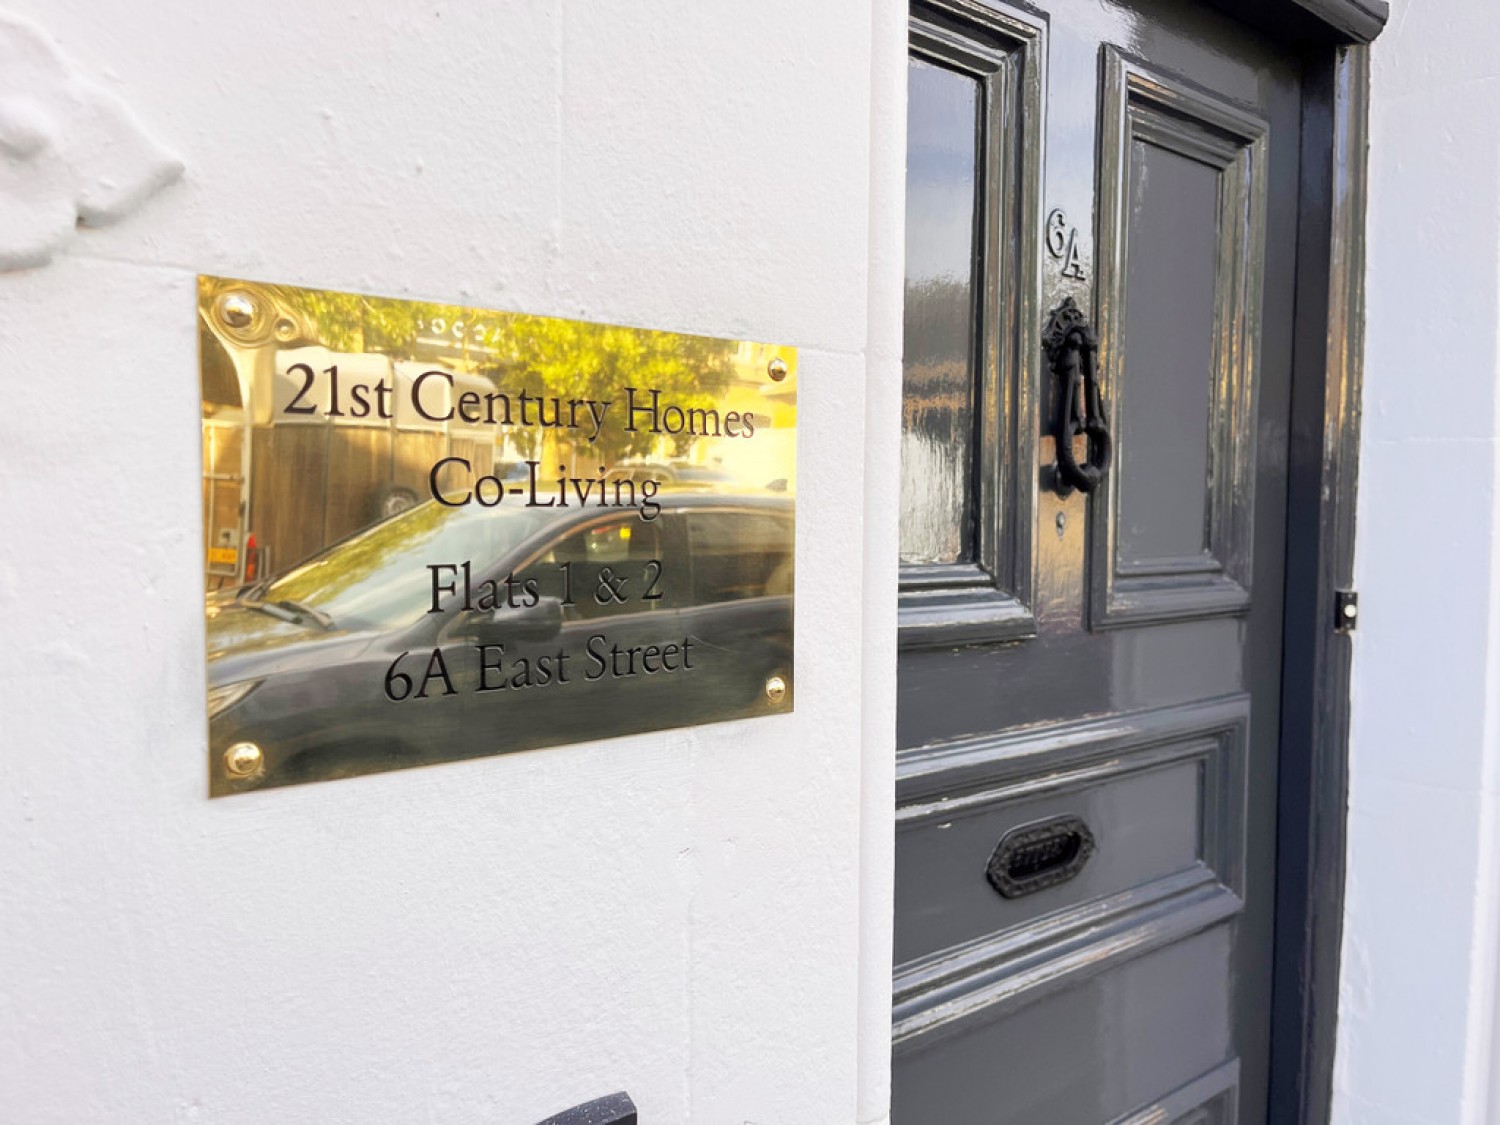 21st Century Homes
Co-Living
Flats 1 & 2
6A East Street
6A